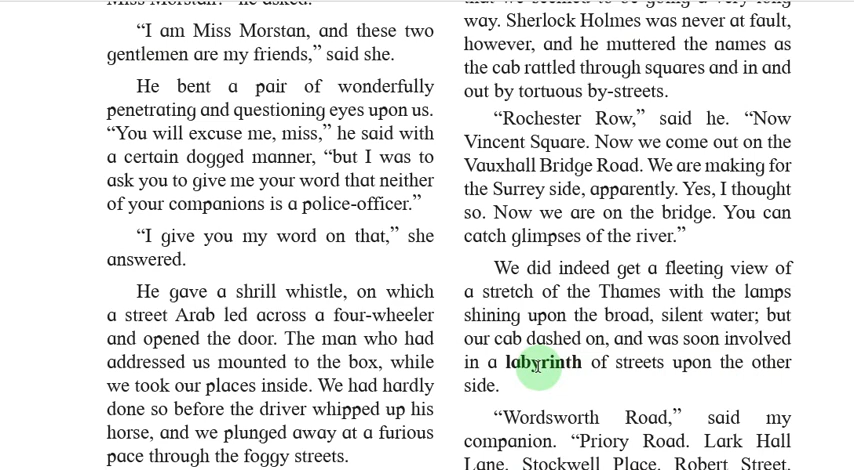 Miss Morstan?” he asked.
“I am Miss Morstan, and these two
gentlemen are my friends,” said she.
He bent a pair of wonderfully
penetrating and questioning eyes upon us.
“You will excuse me, miss,” he said with
a certain dogged manner, “but I was to
ask you to give me your word that neither
of your companions is a police-officer.”
“I give you my word on that,” she
answered.
He gave a shrill whistle, on which
a street Arab led across a four-wheeler
and opened the door. The man who had
addressed us mounted to the box, while
we took our places inside. We had hardly
done so before the driver whipped up his
horse, and we plunged away at a furious
pace through the foggy streets.
that we seemed to be going a very long
way. Sherlock Holmes was never at fault,
however, and he muttered the names as
the cab rattled through squares and in and
out by tortuous by-streets.
“Rochester Row,” said he. “Now
Vincent Square. Now we come out on the
Vauxhall Bridge Road. We are making for
the Surrey side, apparently. Yes, I thought
so. Now we are on the bridge. You can
catch glimpses of the river.”
We did indeed get a fleeting view of
a stretch of the Thames with the lamps
shining upon the broad, silent water; but
our cab dashed on, and was soon involved
in a labyrinth of streets upon the other
side.
“Wordsworth Road,” said my
companion. “Priory Road. Lark Hall
Lane. Stockwell Place. Robert Street.